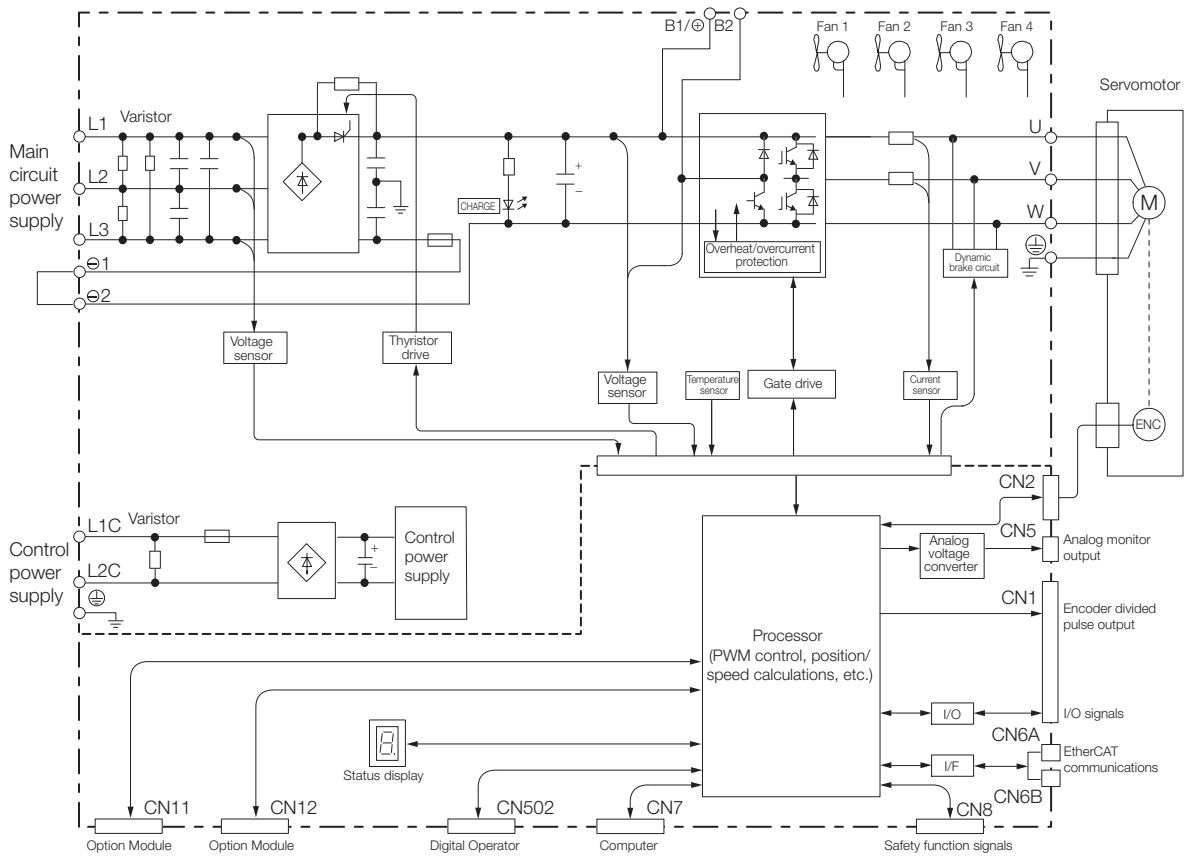 B1/⊕ B2
Fan 1 Fan 2 Fan 3 Fan 4
Servomotor
Main
circuit
power
supply
L1
Varistor
L2
L3
⊖1
⊖2
CHARGE
+
−
Overheat/overcurrent
protection
U
V
W
M
Dynamic
brake circuit
Voltage
sensor
Thyristor
drive
Voltage
sensor
Temperature
sensor
Gate drive
Current
sensor
ENC
Control
power
supply
L1C
Varistor
L2C
+
−
Control
power
supply
CN2
CN5
Analog
voltage
converter
Analog monitor
output
CN1
Encoder divided
pulse output
Processor
(PWM control, position/
speed calculations, etc.)
I/O
I/O signals
CN6A
I/F
EtherCAT
communications
CN6B
Status display
CN11
CN12
CN502
CN7
CN8
Option Module
Option Module
Digital Operator
Computer
Safety function signals